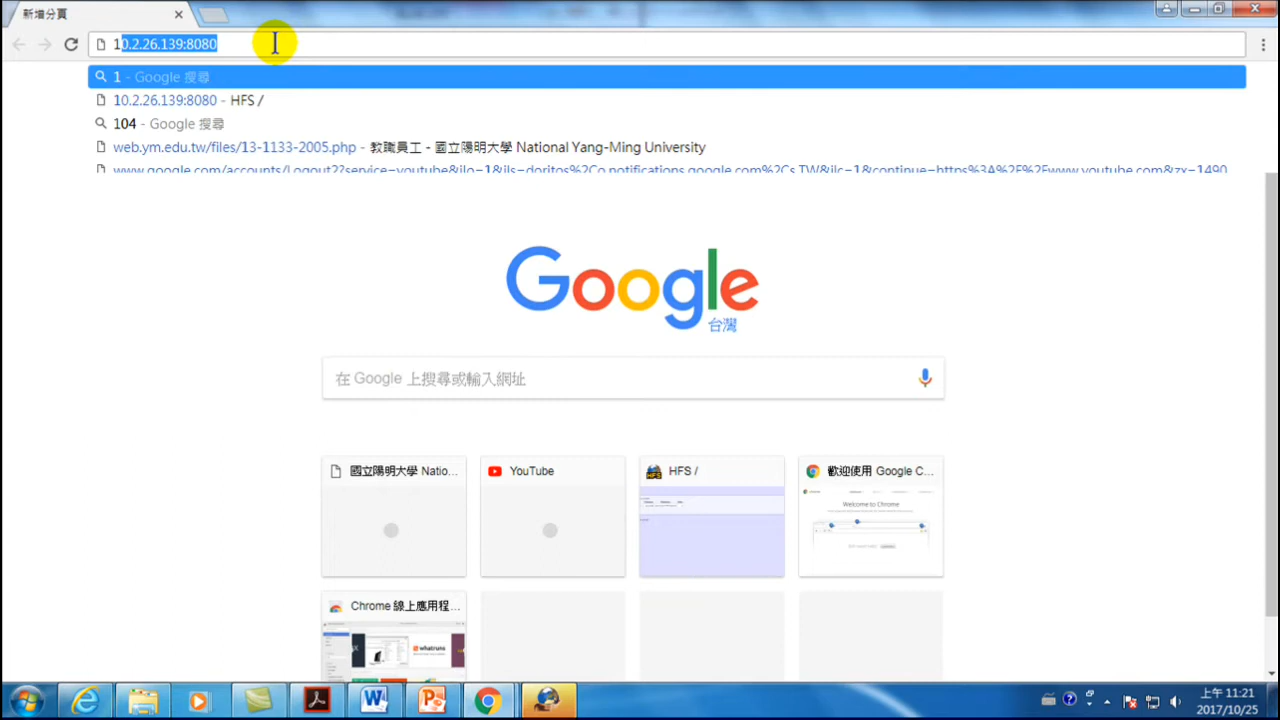 新增分頁
10.2.26.139:8080
1 - Google 搜尋
10.2.26.139:8080 - HFS /
104 - Google 搜尋
web.ym.edu.tw/files/13-1133-2005.php - 教職員工 - 國立陽明大學 National Yang-Ming University
www.google.com/accounts/Logout2?service=youtube&ilo=1&ils=doritos%2Co.notifications.google.com%2Cs.TW&ilc=1&continue=https%3A%2F%2Fwww.youtube.com&zx=1490
Google
台灣
在 Google 上搜尋或輸入網址
國立陽明大學 Natio...
YouTube
HFS /
歡迎使用 Google C...
Welcome to Chrome
Chrome 線上應用程...
whatruns
上午 11:21
2017/10/25